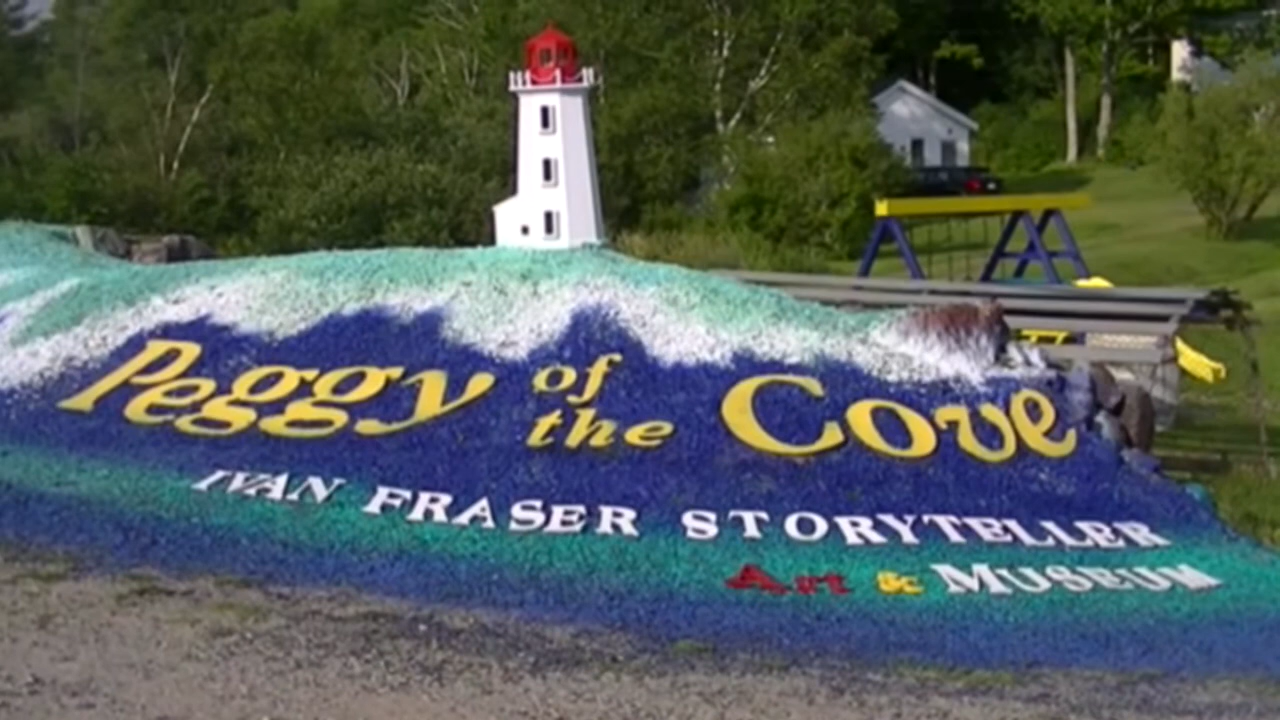 Peggy of the Cove
IVAN FRASER STORYTELLER
Art & MUSEUM